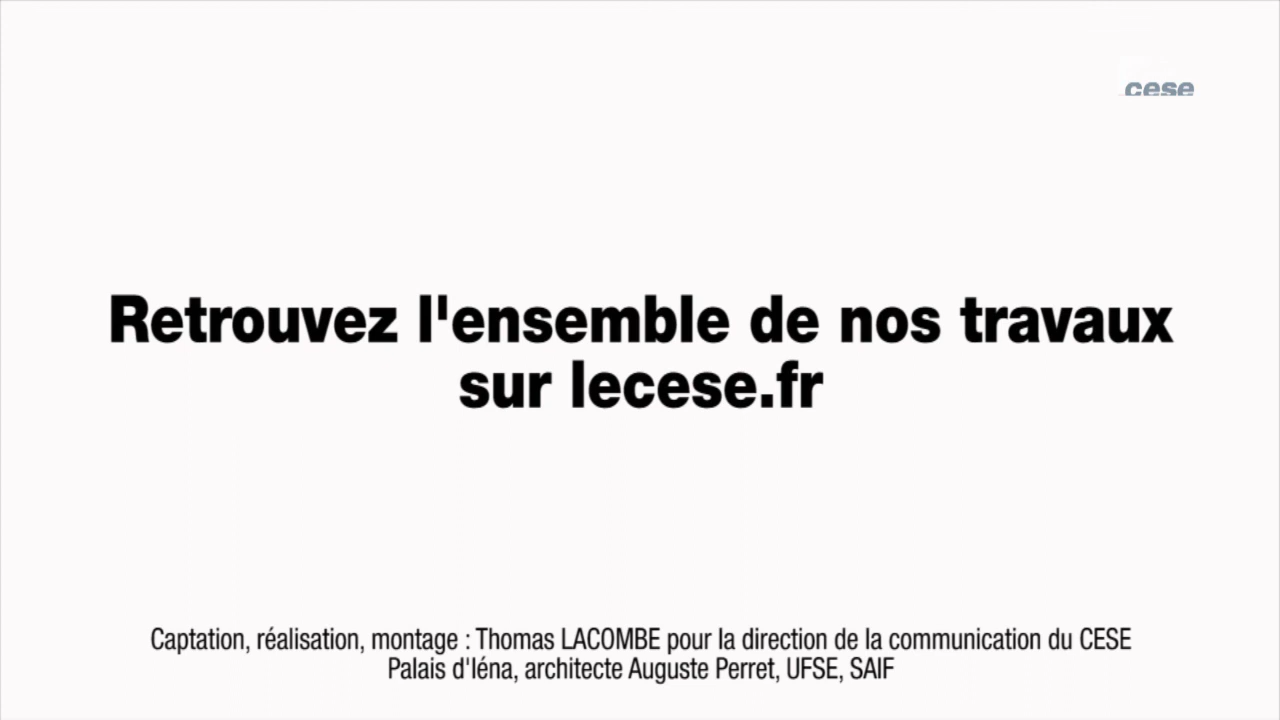 cese
Retrouvez l'ensemble de nos travaux
sur lecese.fr
Captation, réalisation, montage : Thomas LACOMBE pour la direction de la communication du CESE
Palais d'Iéna, architecte Auguste Perret, UFSE, SAIF